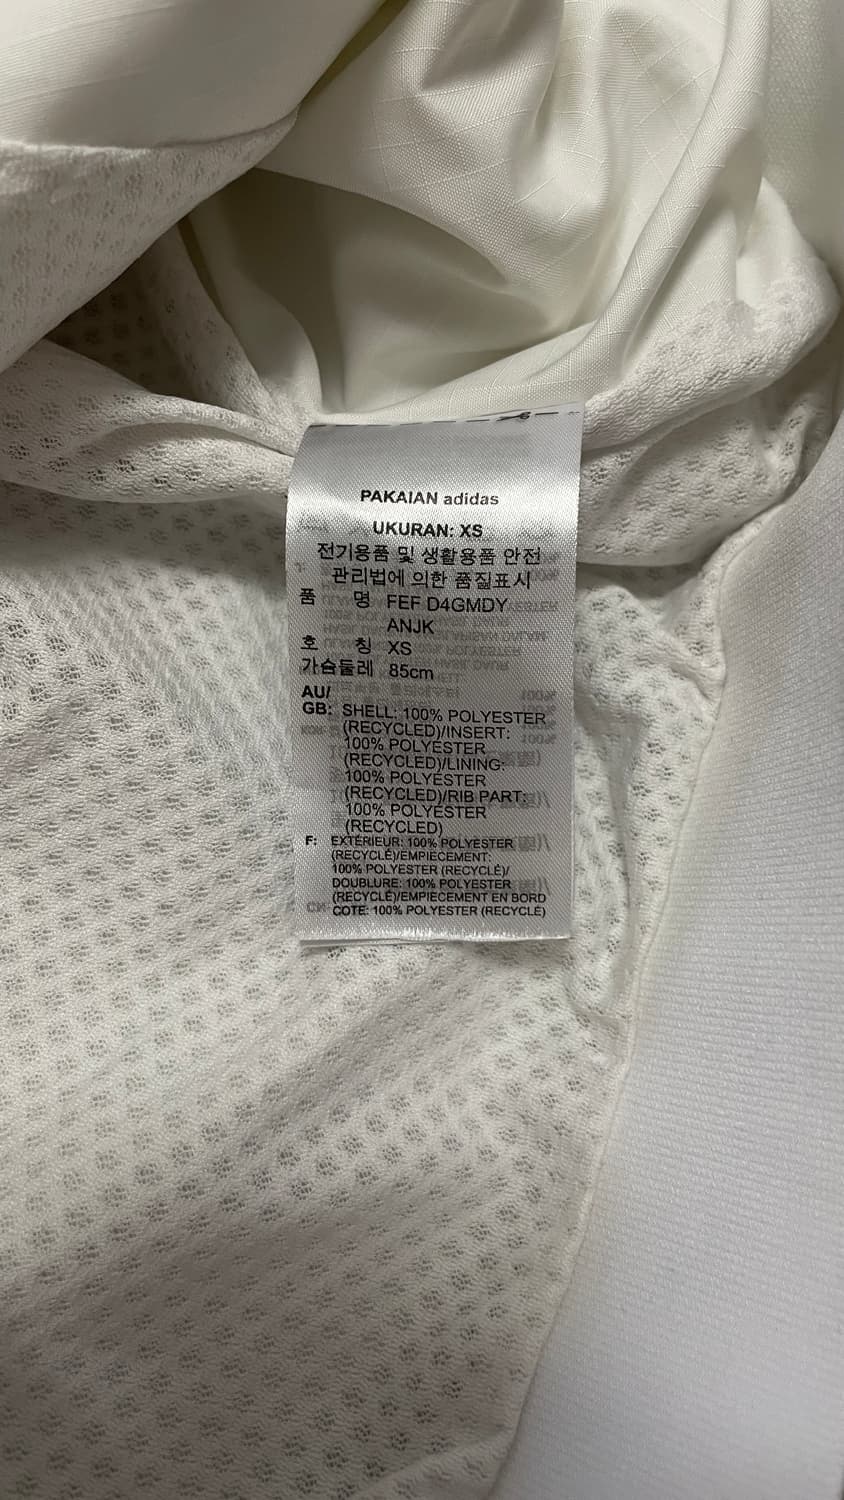 PAKAIAN adidas
UKURAN: XS
전기용품 및 생활용품 안전
관리법에 의한 품질표시
품 명 FEF D4GMDY
ANJK
호 칭 XS
가슴둘레 85cm
AU/
GB: SHELL: 100% POLYESTER
(RECYCLED)/INSERT:
100% POLYESTER
(RECYCLED)/LINING:
100% POLYESTER
(RECYCLED)/RIB PART:
100% POLYESTER
(RECYCLED)
F: EXTÉRIEUR: 100% POLYESTER
(RECYCLÉ)/EMPIECEMENT:
100% POLYESTER (RECYCLÉ)/
DOUBLURE: 100% POLYESTER
(RECYCLÉ)/EMPIECEMENT EN BORD
COTE: 100% POLYESTER (RECYCLÉ)